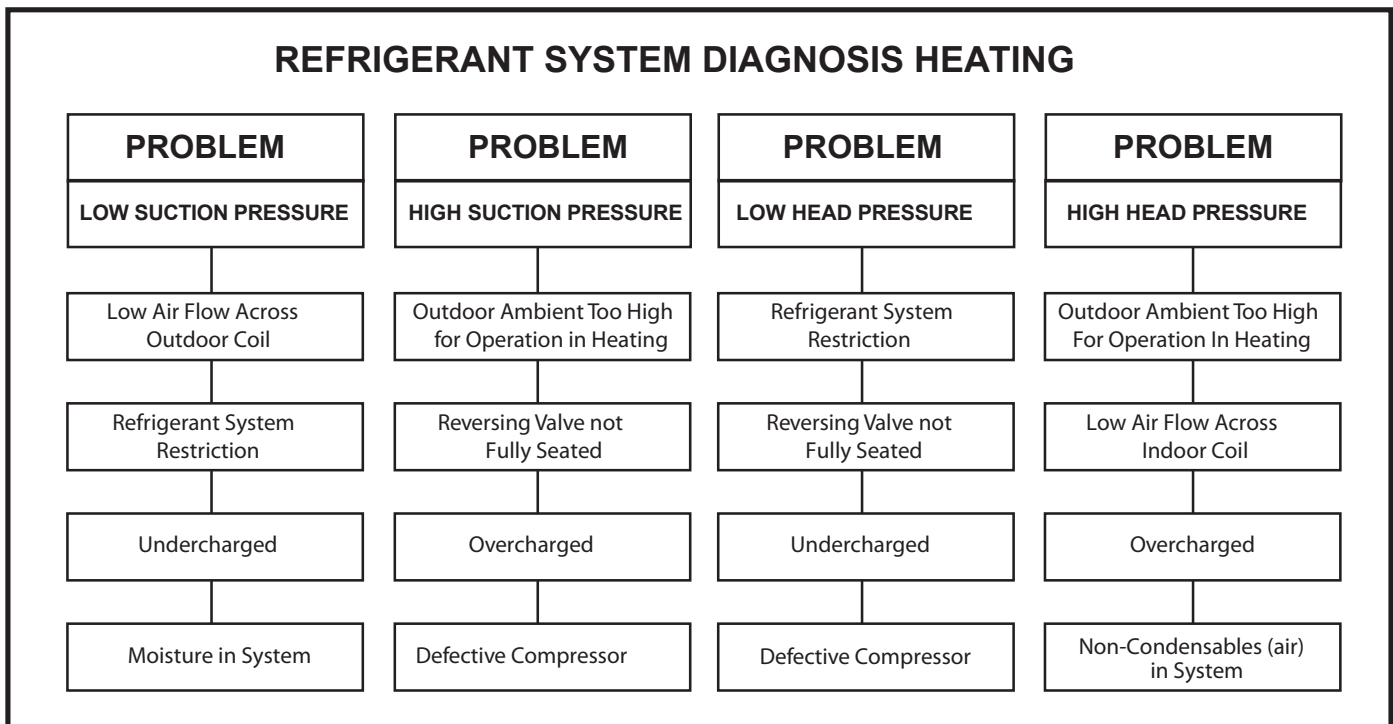 REFRIGERANT SYSTEM DIAGNOSIS HEATING
PROBLEM
LOW SUCTION PRESSURE
Low Air Flow Across
Outdoor Coil
Refrigerant System
Restriction
Undercharged
Moisture in System
PROBLEM
HIGH SUCTION PRESSURE
Outdoor Ambient Too High
for Operation in Heating
Reversing Valve not
Fully Seated
Overcharged
Defective Compressor
PROBLEM
LOW HEAD PRESSURE
Refrigerant System
Restriction
Reversing Valve not
Fully Seated
Undercharged
Defective Compressor
PROBLEM
HIGH HEAD PRESSURE
Outdoor Ambient Too High
For Operation In Heating
Low Air Flow Across
Indoor Coil
Overcharged
Non-Condensables (air)
in System